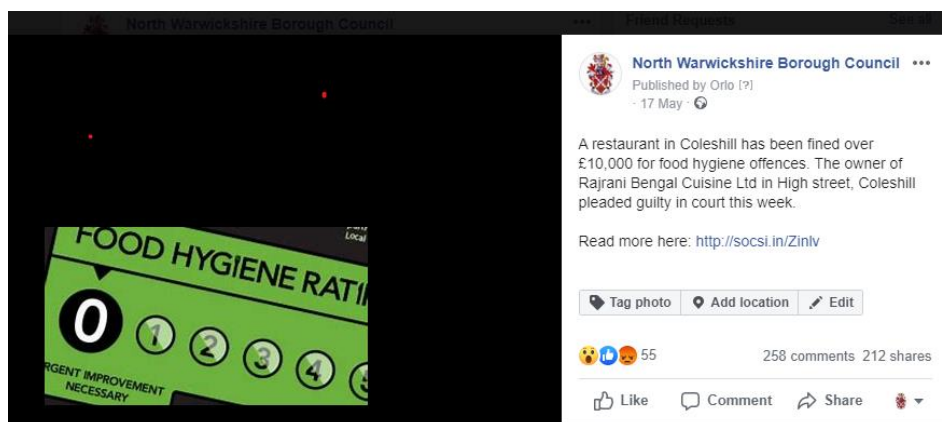 North Warwickshire Borough Council
Friend Requests
See all
North Warwickshire Borough Council
Published by Orlo [?]
· 17 May ·
A restaurant in Coleshill has been fined over
£10,000 for food hygiene offences. The owner of
Rajrani Bengal Cuisine Ltd in High street, Coleshill
pleaded guilty in court this week.
Read more here: http://socsi.in/Zinlv
Tag photo Add location Edit
55 258 comments 212 shares
Like Comment Share
Local
FOOD HYGIENE RATI
0 1 2 3 4 5
RGENT IMPROVEMENT
NECESSARY